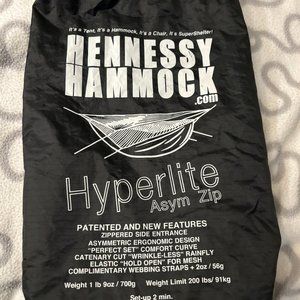 It's a Tent, It's a Hammock, It's a Chair, It's SuperShelter!
HENNESSY
HAMMOCK
.com
Hyperlite
Asym Zip
PATENTED AND NEW FEATURES
ZIPPERED SIDE ENTRANCE
ASYMMETRIC ERGONOMIC DESIGN
"PERFECT SET" COMFORT CURVE
CATENARY CUT "WRINKLE-LESS" RAINFLY
ELASTIC "HOLD OPEN" FOR MESH
COMPLIMENTARY WEBBING STRAPS + 2oz / 56g
Weight 1 lb 9oz / 700g Weight Limit 200 lbs/ 91kg
Set-up 2 min.